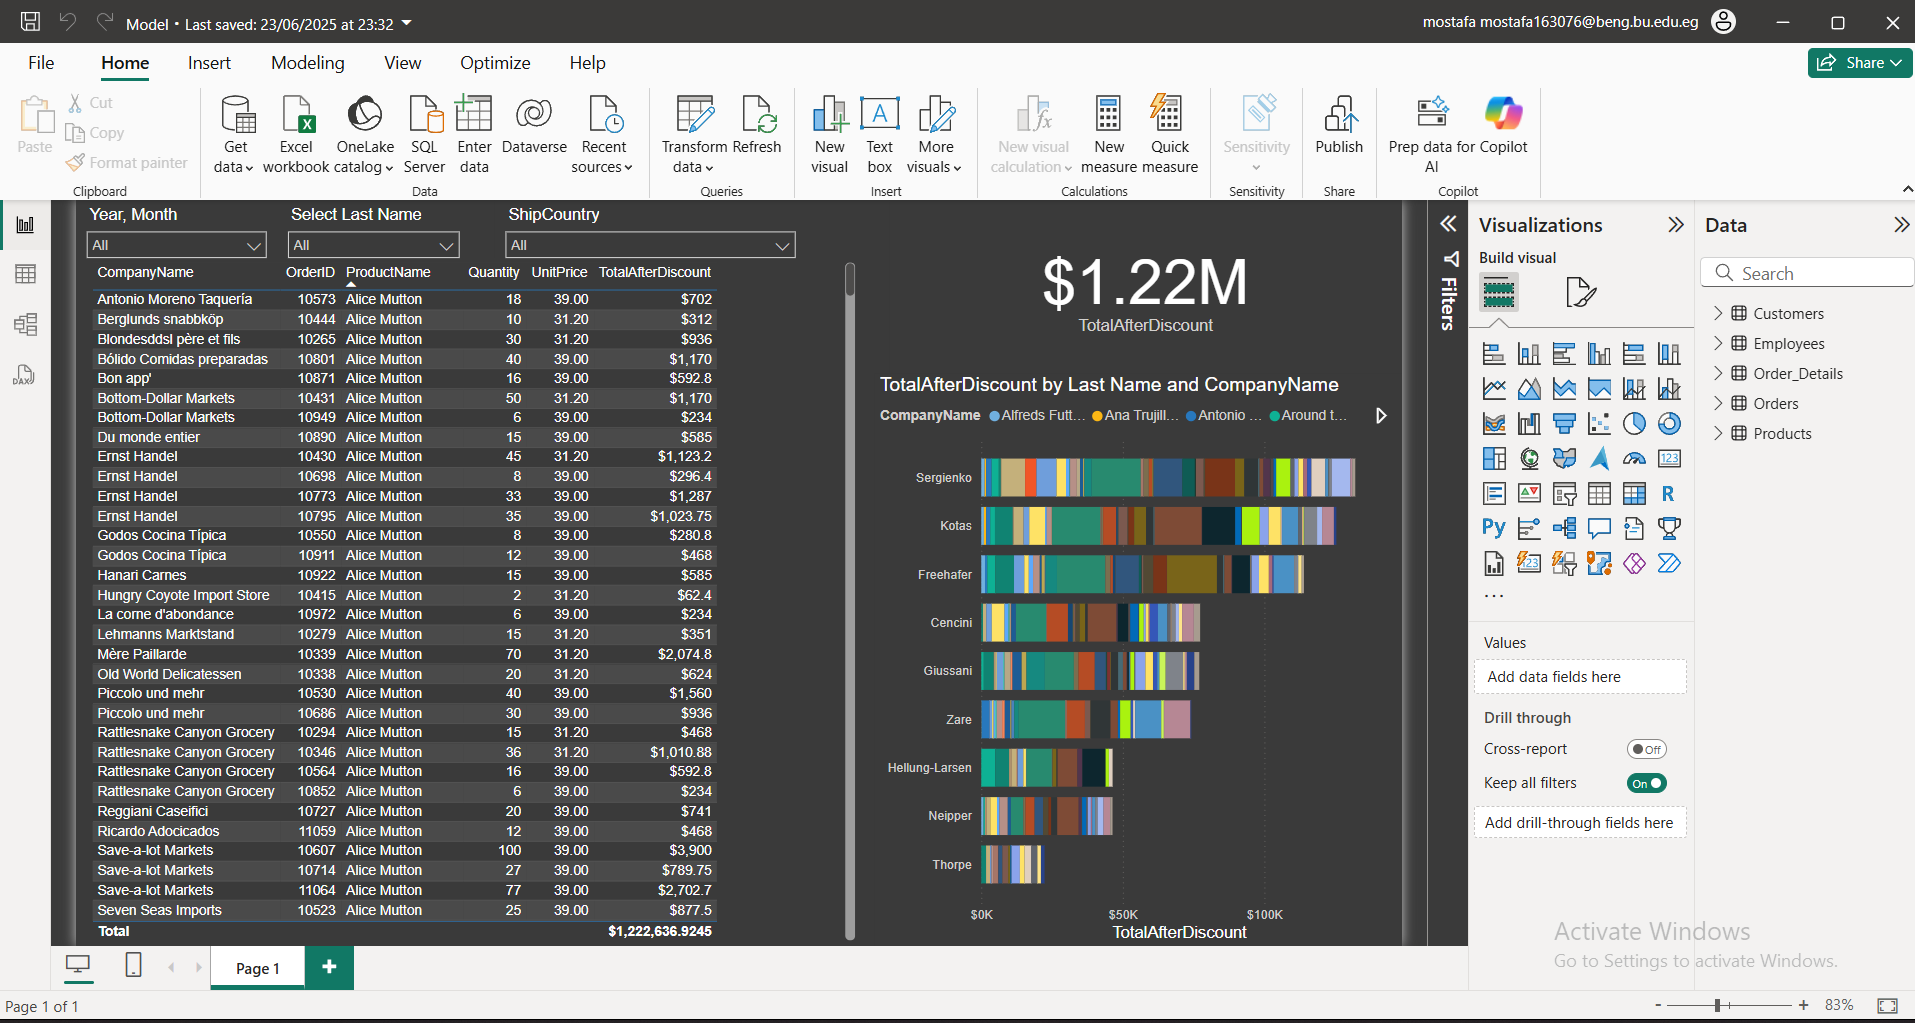 Model • Last saved: 23/06/2025 at 23:32
mostafa mostafa163076@beng.bu.edu.eg
File Home Insert Modeling View Optimize Help
Share
Paste
Cut
Copy
Format painter
Clipboard
Get data
Excel workbook
OneLake catalog
SQL Server
Enter data
Dataverse
Recent sources
Data
Transform data
Refresh
Queries
New visual
Text box
More visuals
Insert
New visual calculation
New measure
Quick measure
Calculations
Sensitivity
Sensitivity
Publish
Share
Prep data for AI
Copilot
Copilot
Year, Month
All
Select Last Name
All
ShipCountry
All
CompanyName OrderID ProductName Quantity UnitPrice TotalAfterDiscount
Antonio Moreno Taquería 10573 Alice Mutton 18 39.00 $702
Berglunds snabbköp 10444 Alice Mutton 10 31.20 $312
Blondesddsl père et fils 10265 Alice Mutton 30 31.20 $936
Bólido Comidas preparadas 10801 Alice Mutton 40 39.00 $1,170
Bon app' 10871 Alice Mutton 16 39.00 $592.8
Bottom-Dollar Markets 10431 Alice Mutton 50 31.20 $1,170
Bottom-Dollar Markets 10949 Alice Mutton 6 39.00 $234
Du monde entier 10890 Alice Mutton 15 39.00 $585
Ernst Handel 10430 Alice Mutton 45 31.20 $1,123.2
Ernst Handel 10698 Alice Mutton 8 39.00 $296.4
Ernst Handel 10773 Alice Mutton 33 39.00 $1,287
Ernst Handel 10795 Alice Mutton 35 39.00 $1,023.75
Godos Cocina Típica 10550 Alice Mutton 8 39.00 $280.8
Godos Cocina Típica 10911 Alice Mutton 12 39.00 $468
Hanari Carnes 10922 Alice Mutton 15 39.00 $585
Hungry Coyote Import Store 10415 Alice Mutton 2 31.20 $62.4
La corne d'abondance 10972 Alice Mutton 6 39.00 $234
Lehmanns Marktstand 10279 Alice Mutton 15 31.20 $351
Mère Paillarde 10339 Alice Mutton 70 31.20 $2,074.8
Old World Delicatessen 10338 Alice Mutton 20 31.20 $624
Piccolo und mehr 10530 Alice Mutton 40 39.00 $1,560
Piccolo und mehr 10686 Alice Mutton 30 39.00 $936
Rattlesnake Canyon Grocery 10294 Alice Mutton 15 31.20 $468
Rattlesnake Canyon Grocery 10346 Alice Mutton 36 31.20 $1,010.88
Rattlesnake Canyon Grocery 10564 Alice Mutton 16 39.00 $592.8
Rattlesnake Canyon Grocery 10852 Alice Mutton 6 39.00 $234
Reggiani Caseifici 10727 Alice Mutton 20 39.00 $741
Ricardo Adocicados 11059 Alice Mutton 12 39.00 $468
Save-a-lot Markets 10607 Alice Mutton 100 39.00 $3,900
Save-a-lot Markets 10714 Alice Mutton 27 39.00 $789.75
Save-a-lot Markets 11064 Alice Mutton 77 39.00 $2,702.7
Seven Seas Imports 10523 Alice Mutton 25 39.00 $877.5
Total $1,222,636.9245
$1.22M
TotalAfterDiscount
TotalAfterDiscount by Last Name and CompanyName
CompanyName Alfreds Futt... Ana Trujill... Antonio ... Around t...
Sergienko
Kotas
Freehafer
Cencini
Giussani
Zare
Hellung-Larsen
Neipper
Thorpe
$0K $50K $100K
TotalAfterDiscount
Filters
Visualizations
Build visual
123
R
Py
123
...
Values
Add data fields here
Drill through
Cross-report Off
Keep all filters On
Add drill-through fields here
Data
Search
Customers
Employees
Order_Details
Orders
Products
DAX
Activate Windows
Go to Settings to activate Windows.
Page 1
+
Page 1 of 1
- + 83%